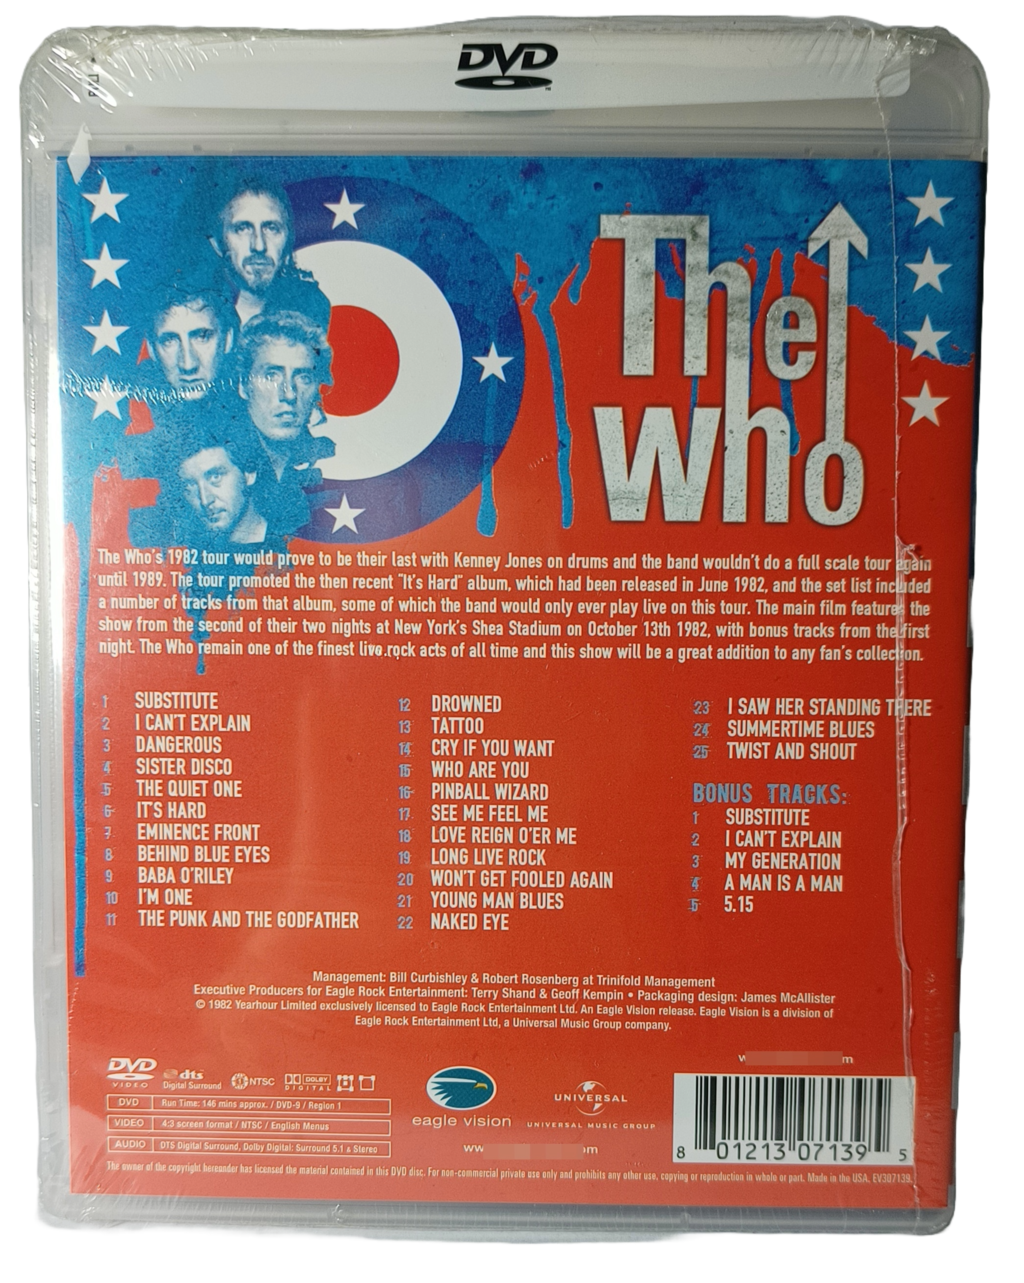 DVD
The
who
The Who's 1982 tour would prove to be their last with Kenney Jones on drums and the band wouldn't do a full scale tour again
until 1989. The tour promoted the then recent "It's Hard" album, which had been released in June 1982, and the set list included
a number of tracks from that album, some of which the band would only ever play live on this tour. The main film features the
show from the second of their two nights at New York's Shea Stadium on October 13th 1982, with bonus tracks from the first
night. The Who remain one of the finest live rock acts of all time and this show will be a great addition to any fan's collection.
1 SUBSTITUTE
2 I CAN'T EXPLAIN
3 DANGEROUS
4 SISTER DISCO
5 THE QUIET ONE
6 IT'S HARD
7 EMINENCE FRONT
8 BEHIND BLUE EYES
9 BABA O'RILEY
10 I'M ONE
11 THE PUNK AND THE GODFATHER
12 DROWNED
13 TATTOO
14 CRY IF YOU WANT
15 WHO ARE YOU
16 PINBALL WIZARD
17 SEE ME FEEL ME
18 LOVE REIGN O'ER ME
19 LONG LIVE ROCK
20 WON'T GET FOOLED AGAIN
21 YOUNG MAN BLUES
22 NAKED EYE
23 I SAW HER STANDING THERE
24 SUMMERTIME BLUES
25 TWIST AND SHOUT
BONUS TRACKS:
1 SUBSTITUTE
2 I CAN'T EXPLAIN
3 MY GENERATION
4 A MAN IS A MAN
5 5.15
Management: Bill Curbishley & Robert Rosenberg at Trinifold Management
Executive Producers for Eagle Rock Entertainment: Terry Shand & Geoff Kempin • Packaging design: James McAllister
© 1982 Yearhour Limited exclusively licensed to Eagle Rock Entertainment Ltd. An Eagle Vision release. Eagle Vision is a division of
Eagle Rock Entertainment Ltd, a Universal Music Group company.
DVD VIDEO
dts Digital Surround
NTSC
DOLBY DIGITAL
DVD Run Time: 146 mins approx. / DVD-9 / Region 1
VIDEO 4:3 screen format / NTSC / English Menus
AUDIO DTS Digital Surround, Dolby Digital: Surround 5.1 & Stereo
eagle vision
UNIVERSAL
UNIVERSAL MUSIC GROUP
8 01213 07139 5
The owner of the copyright hereunder has licensed the material contained in this DVD disc. For non-commercial private use only and prohibits any other use, copying or reproduction in whole or part. Made in the USA. EV307139.